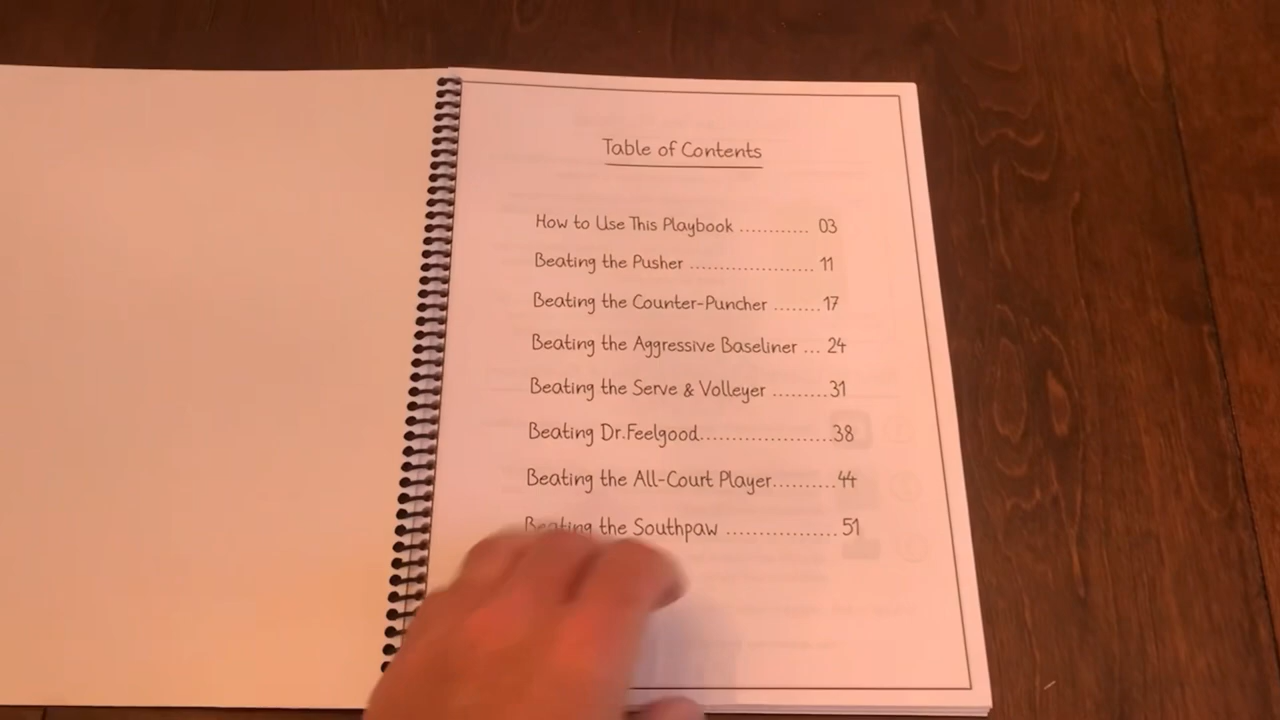 Table of Contents
How to Use This Playbook ............ 03
Beating the Pusher ..................... 11
Beating the Counter-Puncher ........ 17
Beating the Aggressive Baseliner ... 24
Beating the Serve & Volleyer ......... 31
Beating Dr.Feelgood..................... 38
Beating the All-Court Player.......... 44
Beating the Southpaw ................. 51